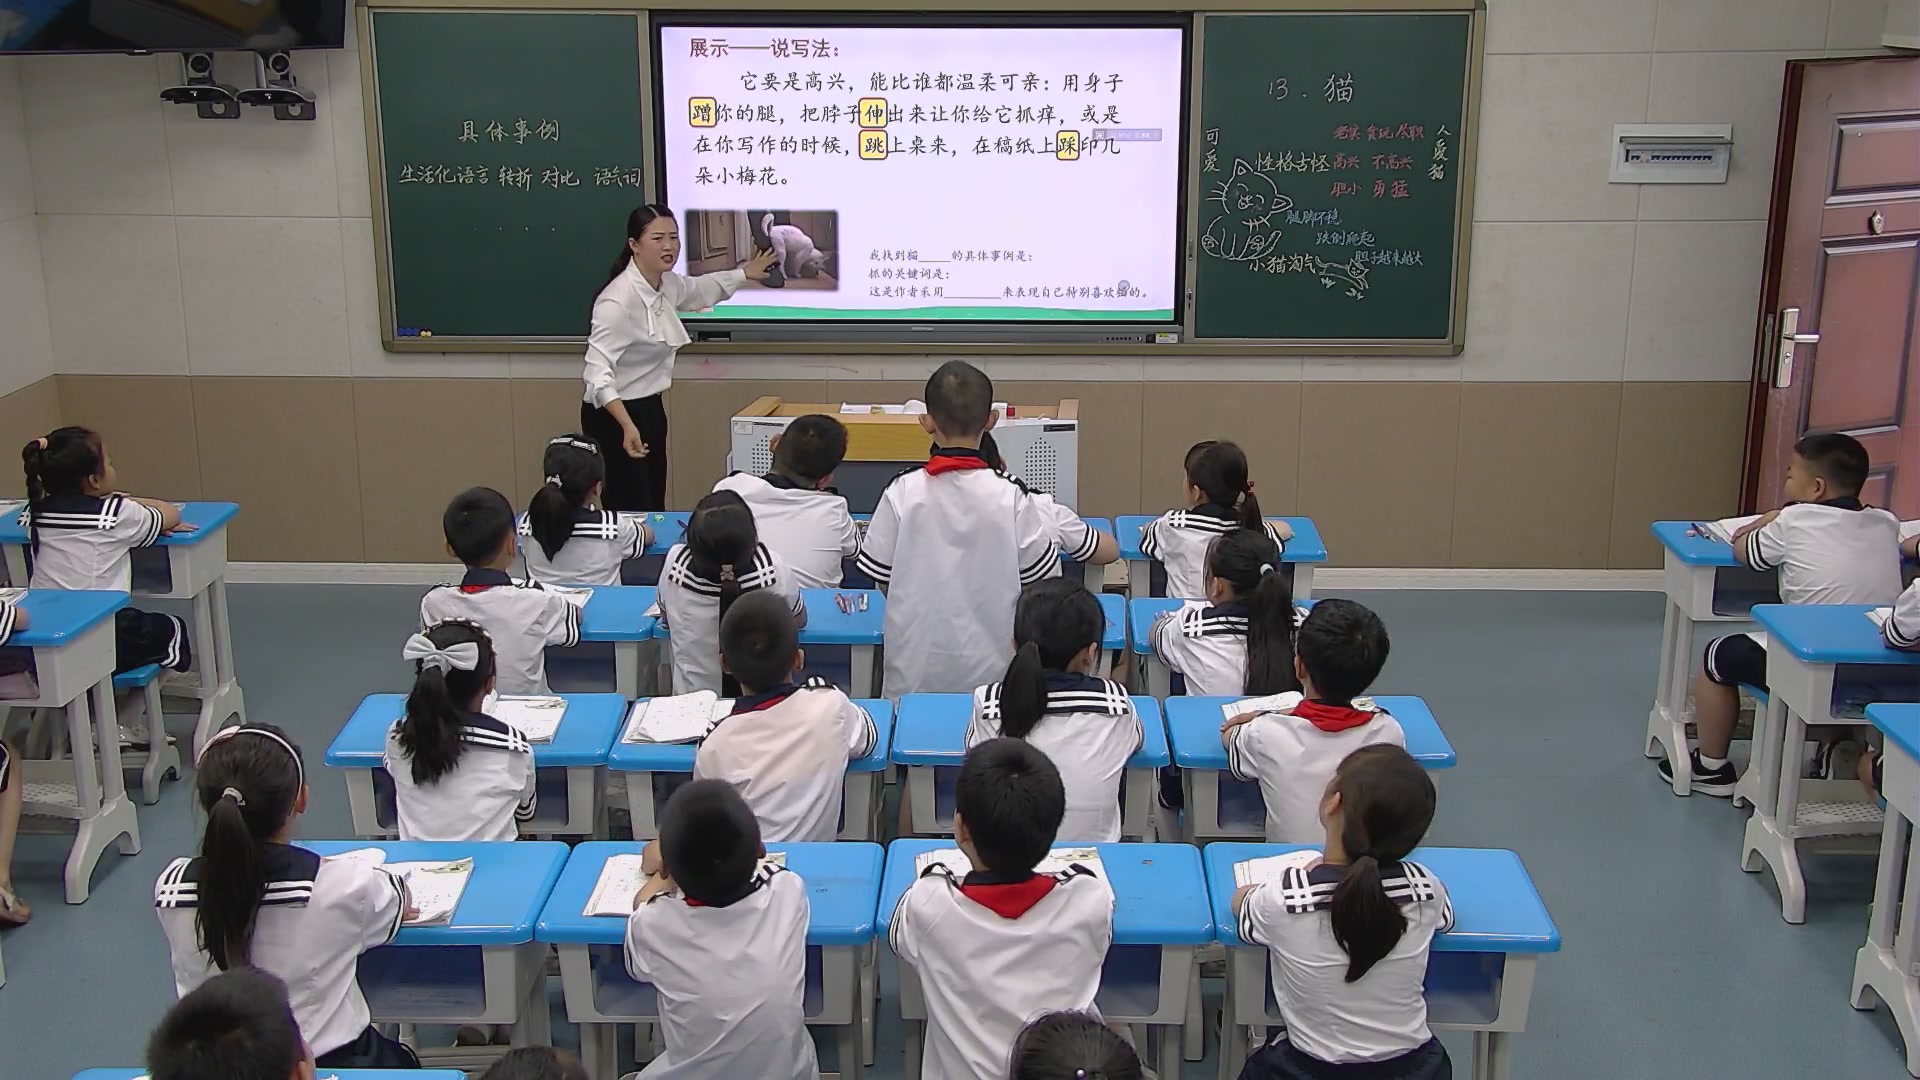 具体事例
生活化语言 转折 对比 语气词
展示——说写法：
它要是高兴，能比谁都温柔可亲：用身子
蹭你的腿，把脖子伸出来让你给它抓痒，或是
在你写作的时候，跳上桌来，在稿纸上踩印几
朵小梅花。
我找到猫_____的具体事例是：
抓的关键词是：
这是作者采用_________来表现自己特别喜欢猫的。
13.猫
可爱
性格古怪
老实 贪玩 尽职
高兴 不高兴
胆小 勇猛
人爱猫
腿脚不稳
跌倒爬起
胆子越来越大
小猫淘气